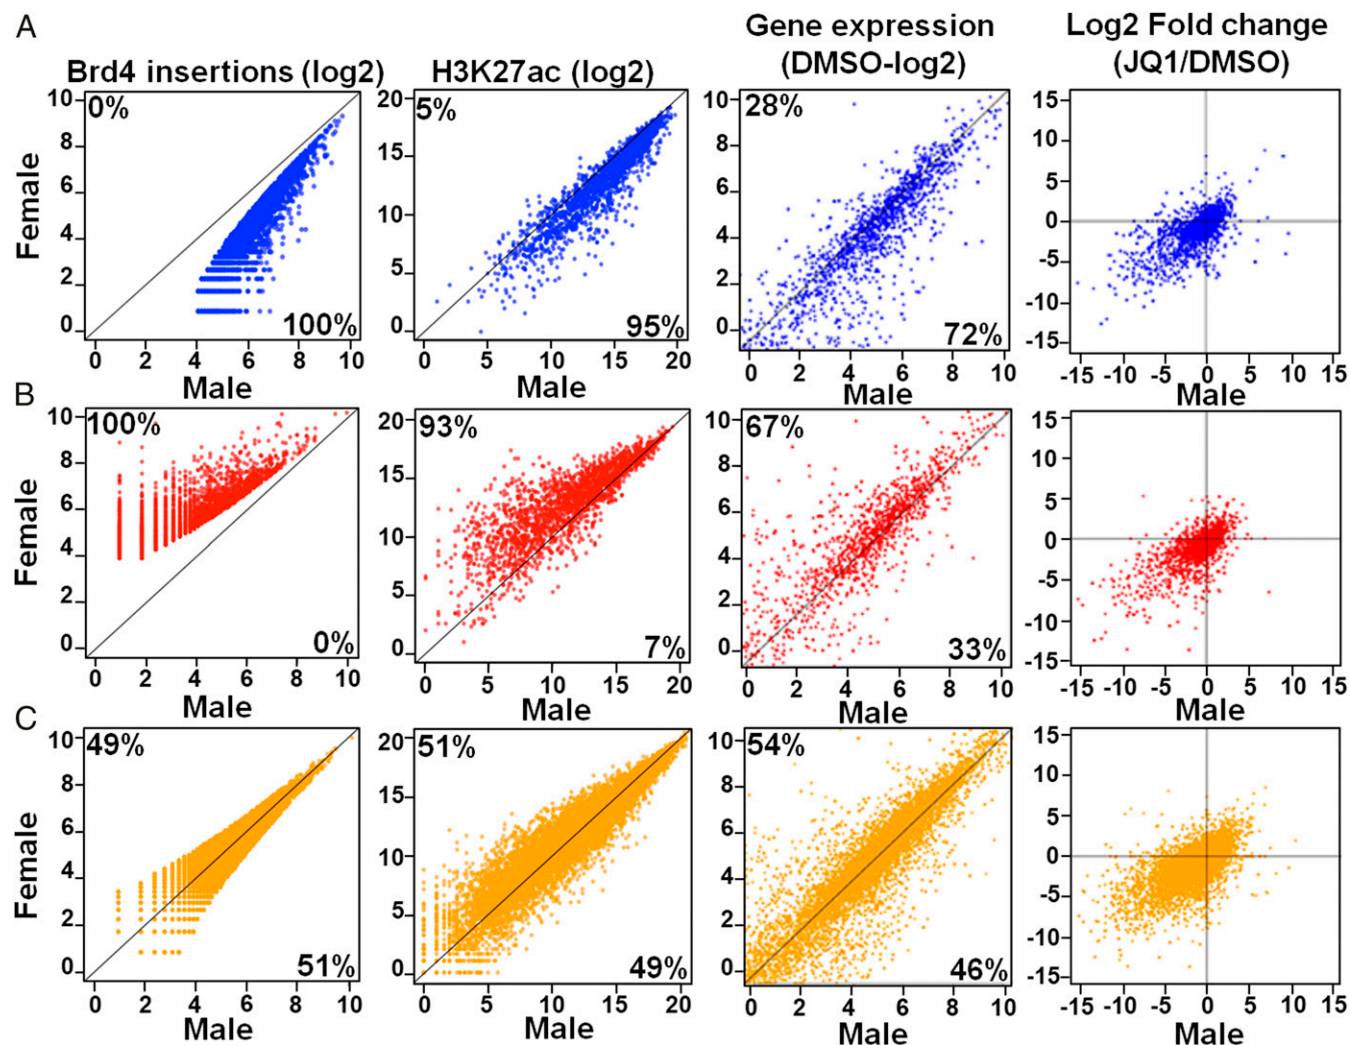 A
Brd4 insertions (log2)
H3K27ac (log2)
Gene expression
(DMSO-log2)
Log2 Fold change
(JQ1/DMSO)
Female
10
8
6
4
2
0
0%
100%
0 2 4 6 8 10
Male
20
15
10
5
0
5%
95%
0 5 10 15 20
Male
10
8
6
4
2
0
28%
72%
0 2 4 6 8 10
Male
15
10
5
0
-5
-10
-15
-15 -10 -5 0 5 10 15
Male
B
Female
10
8
6
4
2
0
100%
0%
0 2 4 6 8 10
Male
20
15
10
5
0
93%
7%
0 5 10 15 20
Male
10
8
6
4
2
0
67%
33%
0 2 4 6 8 10
Male
15
10
5
0
-5
-10
-15
-15 -10 -5 0 5 10 15
Male
C
Female
10
8
6
4
2
0
49%
51%
0 2 4 6 8 10
Male
20
15
10
5
0
51%
49%
0 5 10 15 20
Male
10
8
6
4
2
0
54%
46%
0 2 4 6 8 10
Male
15
10
5
0
-5
-10
-15
-15 -10 -5 0 5 10 15
Male